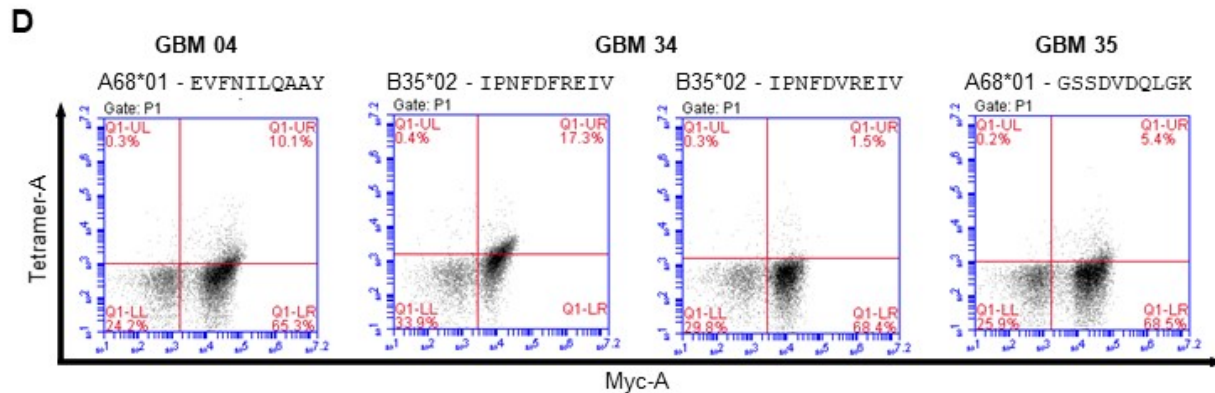 D
GBM 04 GBM 34 GBM 35
A68*01 - EVFNILQAAY B35*02 - IPNFDFREIV B35*02 - IPNFDVREIV A68*01 - GSSDVDQLGK
Gate: P1 Gate: P1 Gate: P1 Gate: P1
Q1-UL Q1-UR Q1-UL Q1-UR Q1-UL Q1-UR Q1-UL Q1-UR
0.3% 10.1% 0.4% 17.3% 0.3% 1.5% 0.2% 5.4%
Tetramer-A
Q1-LL Q1-LR Q1-LL Q1-LR Q1-LL Q1-LR Q1-LL Q1-LR
24.2% 65.3% 33.9% 29.8% 68.4% 25.9% 68.5%
Myc-A